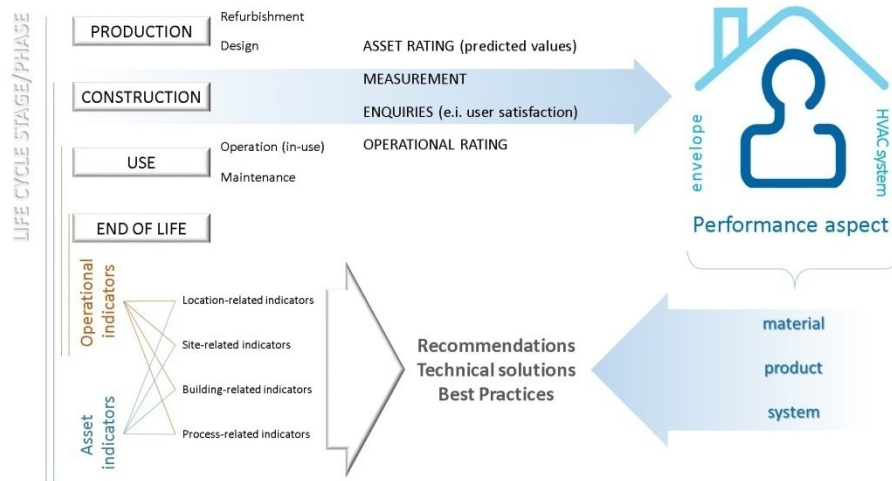 LIFE CYCLE STAGE/PHASE
PRODUCTION
Refurbishment
Design
CONSTRUCTION
USE
Operation (in-use)
Maintenance
END OF LIFE
ASSET RATING (predicted values)
MEASUREMENT
ENQUIRIES (e.i. user satisfaction)
OPERATIONAL RATING
envelope
HVAC system
Performance aspect
Operational
indicators
Asset
indicators
Location-related indicators
Site-related indicators
Building-related indicators
Process-related indicators
Recommendations
Technical solutions
Best Practices
material
product
system